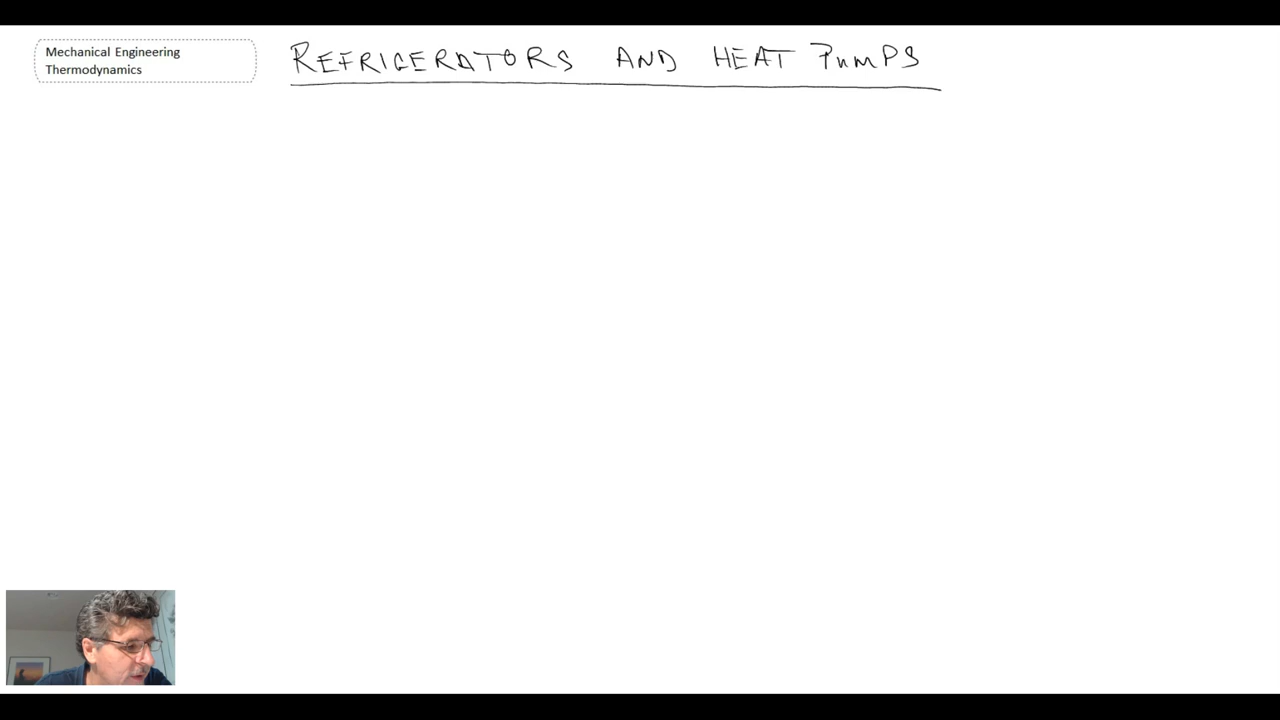 Mechanical Engineering
Thermodynamics
REFRIGERATORS AND HEAT PumPS